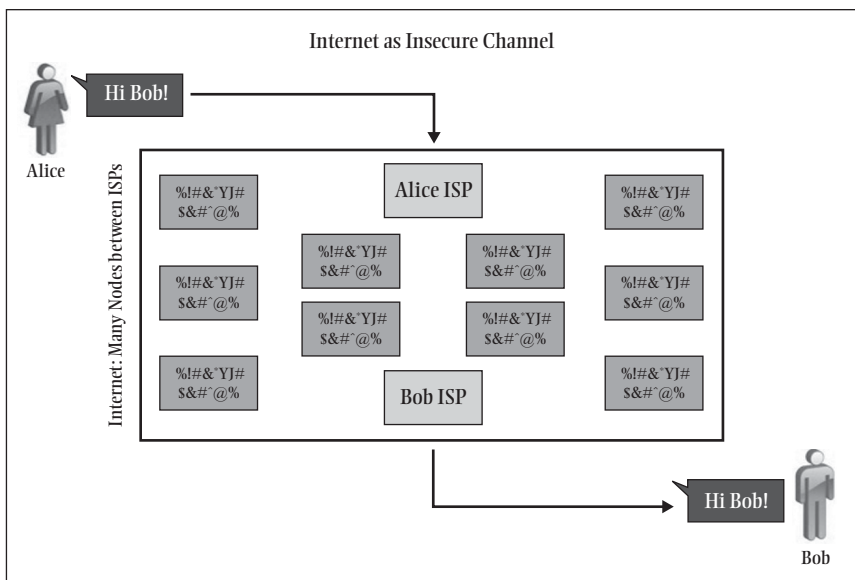 Internet as Insecure Channel
Hi Bob!
Alice
Internet: Many Nodes between ISPs
%!#&*YJ#
$&#^@%
Alice ISP
%!#&*YJ#
$&#^@%
%!#&*YJ#
$&#^@%
%!#&*YJ#
$&#^@%
%!#&*YJ#
$&#^@%
%!#&*YJ#
$&#^@%
%!#&*YJ#
$&#^@%
%!#&*YJ#
$&#^@%
%!#&*YJ#
$&#^@%
%!#&*YJ#
$&#^@%
Bob ISP
Hi Bob!
Bob